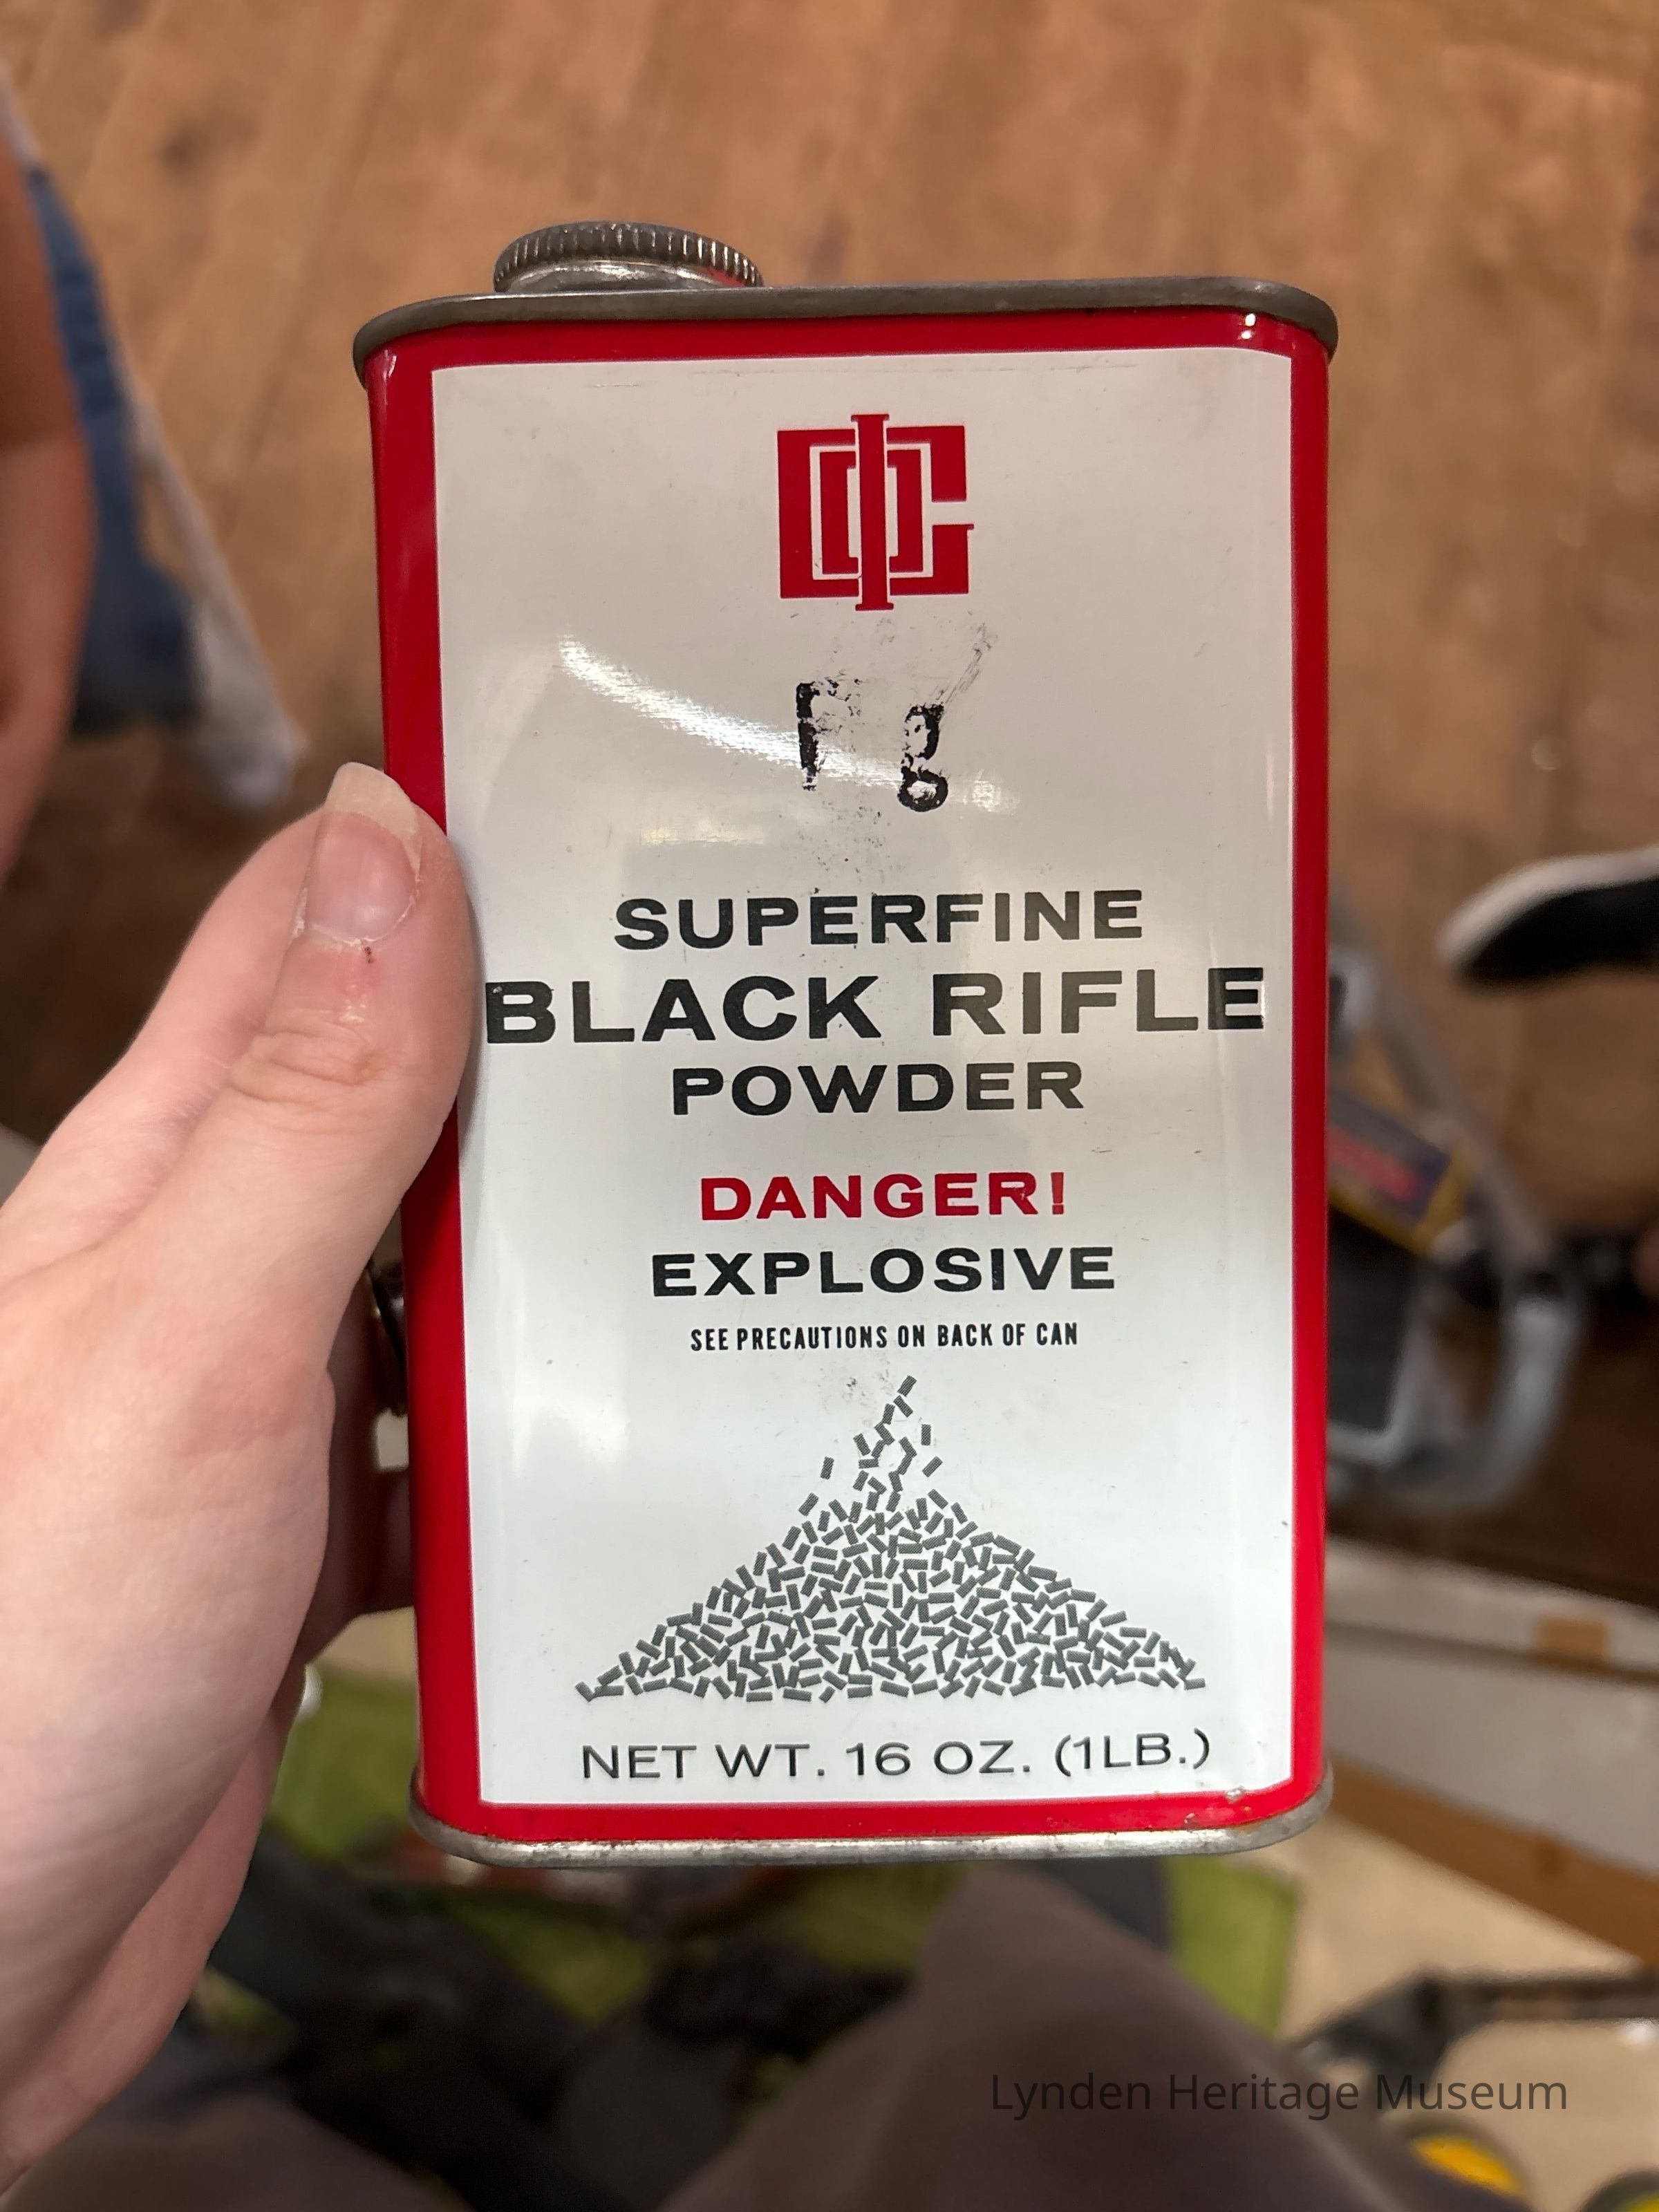 SUPERFINE
BLACK RIFLE
POWDER
DANGER!
EXPLOSIVE
SEE PRECAUTIONS ON BACK OF CAN
NET WT. 16 OZ. (1LB.)
Lynden Heritage Museum